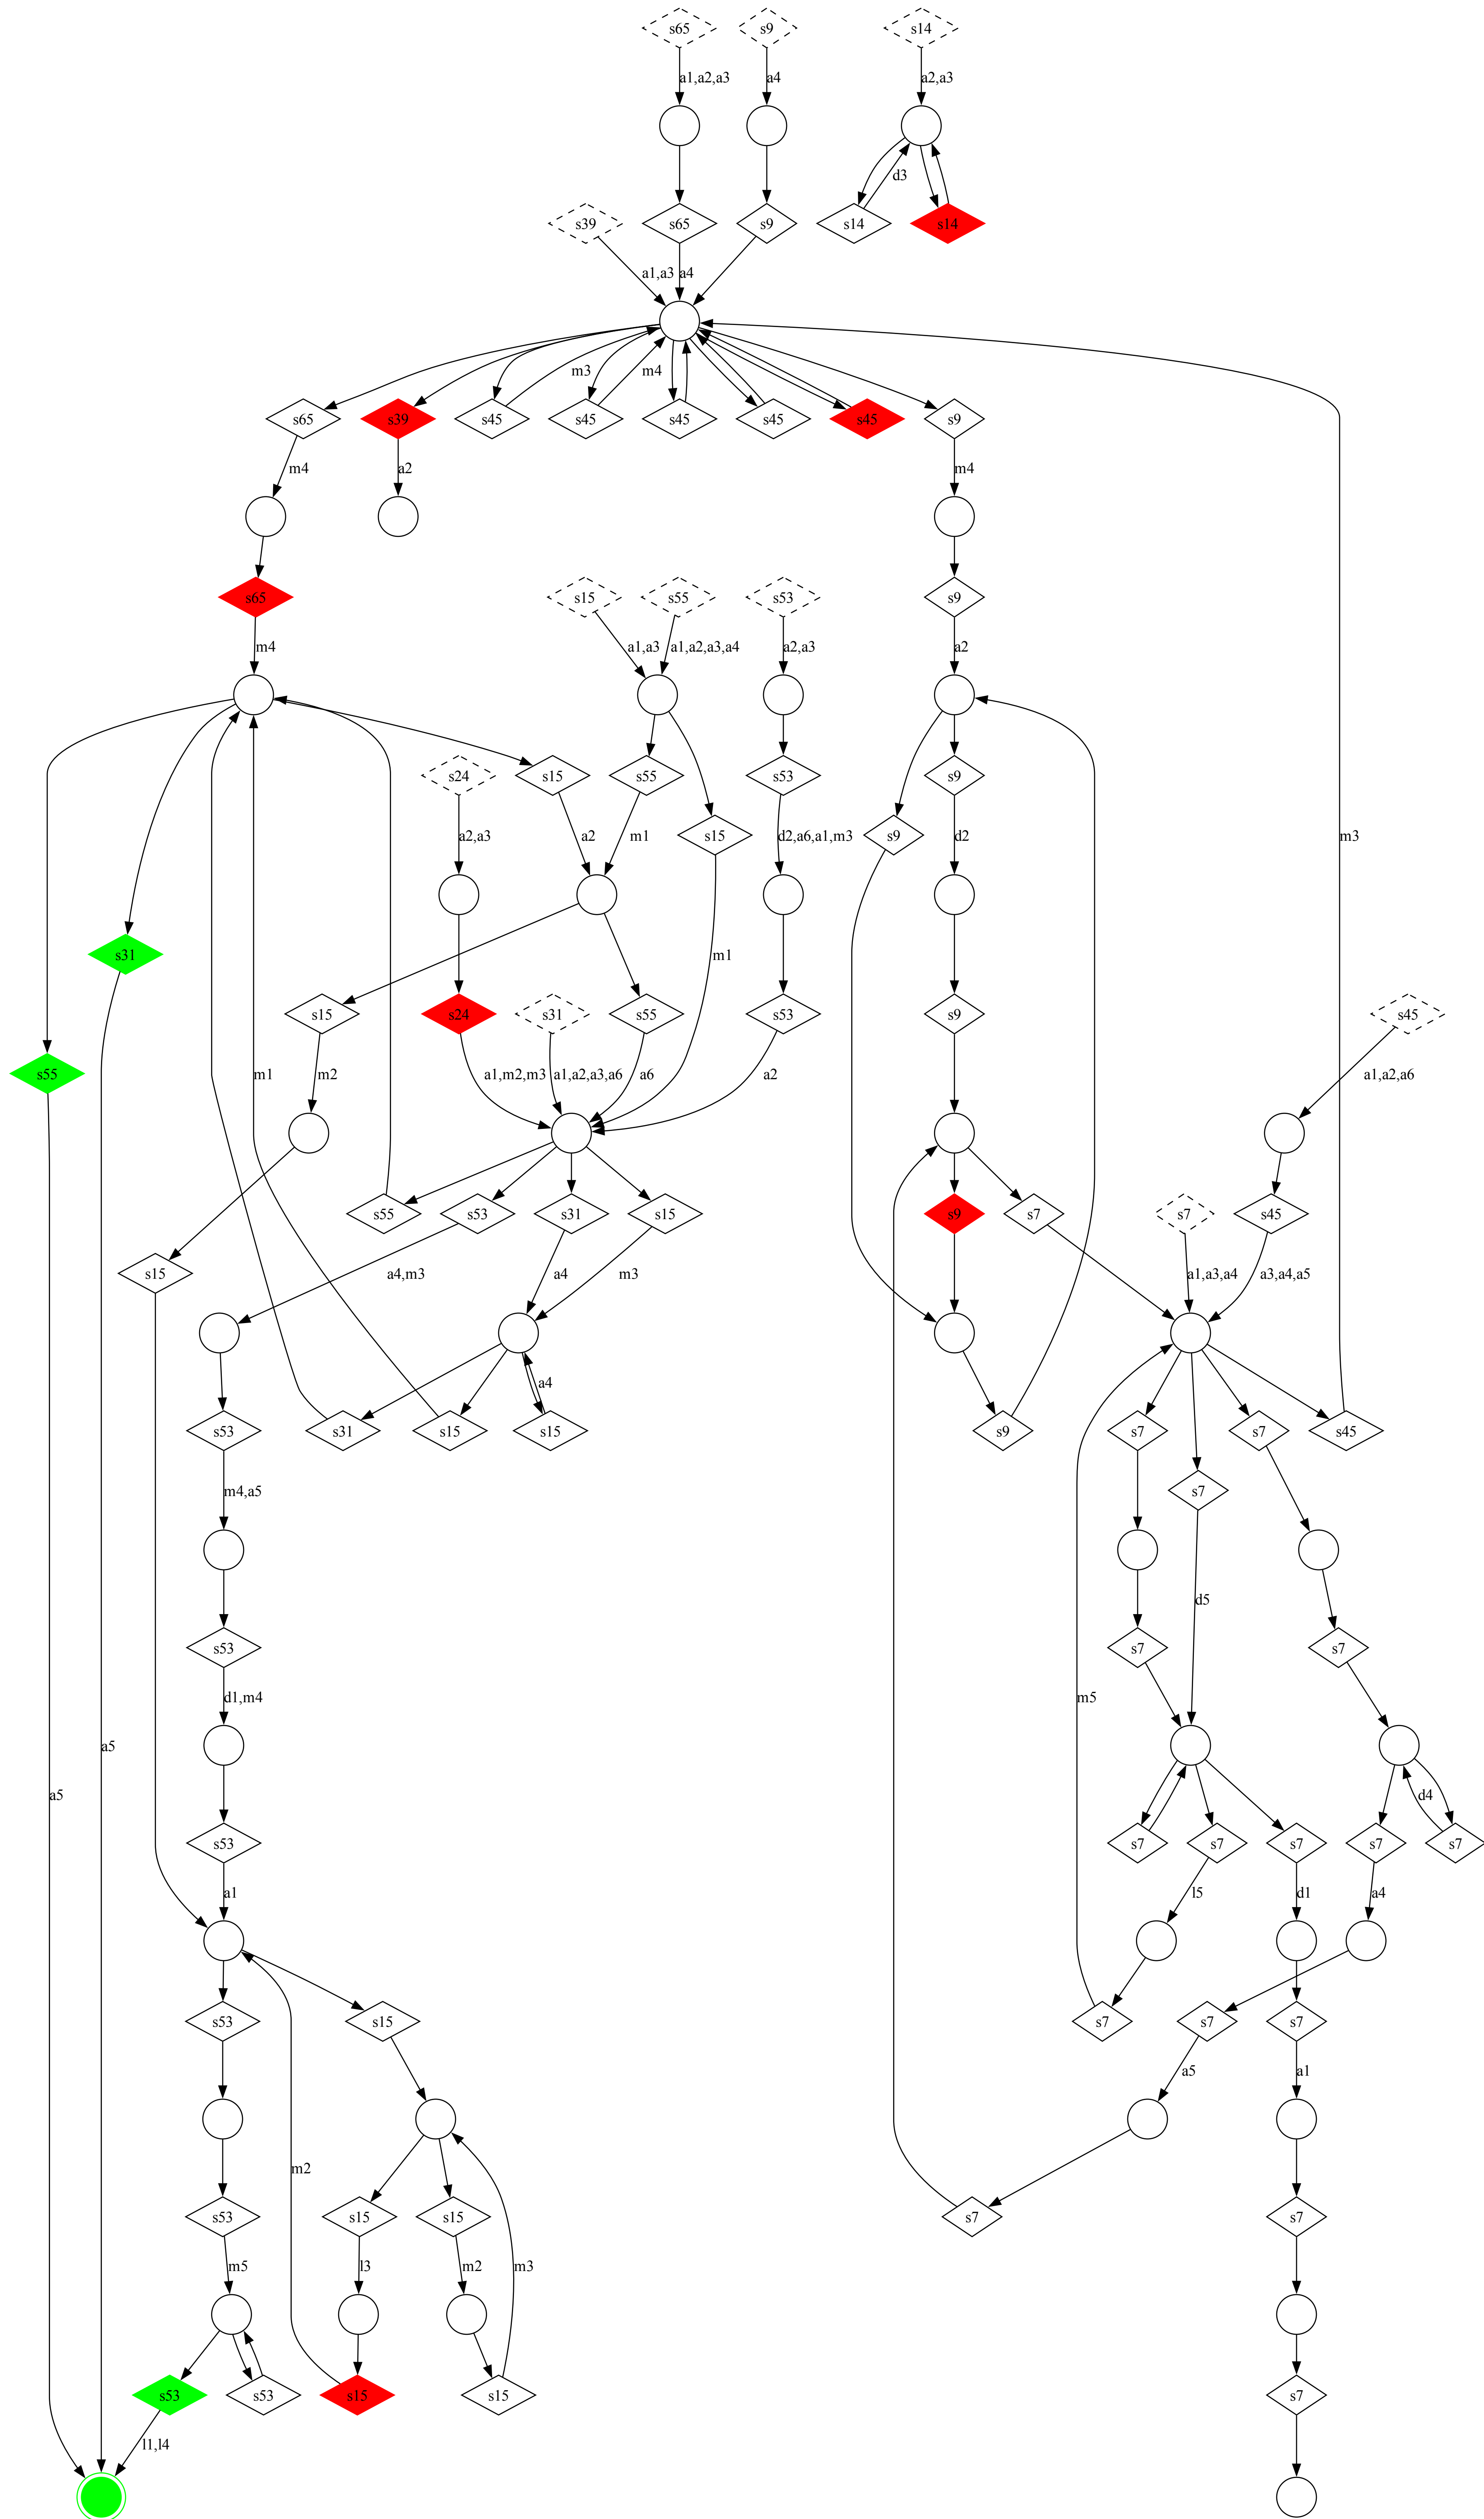 s65
s9
s14
a1,a2,a3
a4
a2,a3
s39
s65
s9
s14
d3
s14
a1,a3
a4
s65
s39
s45
m3
s45
m4
s45
s45
s45
s9
m4
a2
m4
s65
s15
s55
s53
s9
m4
a1,a3
a1,a2,a3,a4
a2,a3
a2
s24
s15
s55
s53
s9
a2,a3
a2
m1
s15
d2,a6,a1,m3
s9
d2
m3
s31
m1
s15
s24
s31
s55
s53
s9
s45
s55
m1
m2
a1,m2,m3
a1,a2,a3,a6
a6
a2
a1,a2,a6
s55
s53
s31
s15
s9
s7
s7
s45
s15
a4,m3
a4
m3
a1,a3,a4
a3,a4,a5
a4
s53
s31
s15
s15
s9
s7
s7
s45
m4,a5
s7
d5
s53
s7
s7
d1,m4
m5
a5
a5
d4
s53
s7
s7
s7
s7
s7
a1
l5
d1
a4
s53
s15
s7
s7
s7
a5
a1
m2
s53
s15
s15
s7
s7
m5
l3
m2
m3
s53
s53
s15
s15
s7
l1,l4